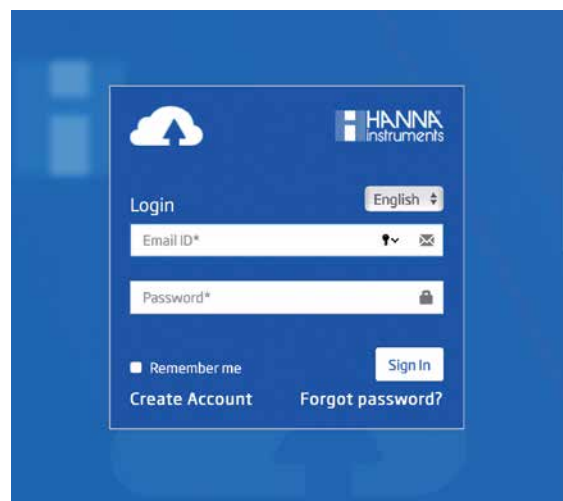 HANNA
instruments
Login
English
Email ID*
Password*
Remember me
Sign In
Create Account
Forgot password?